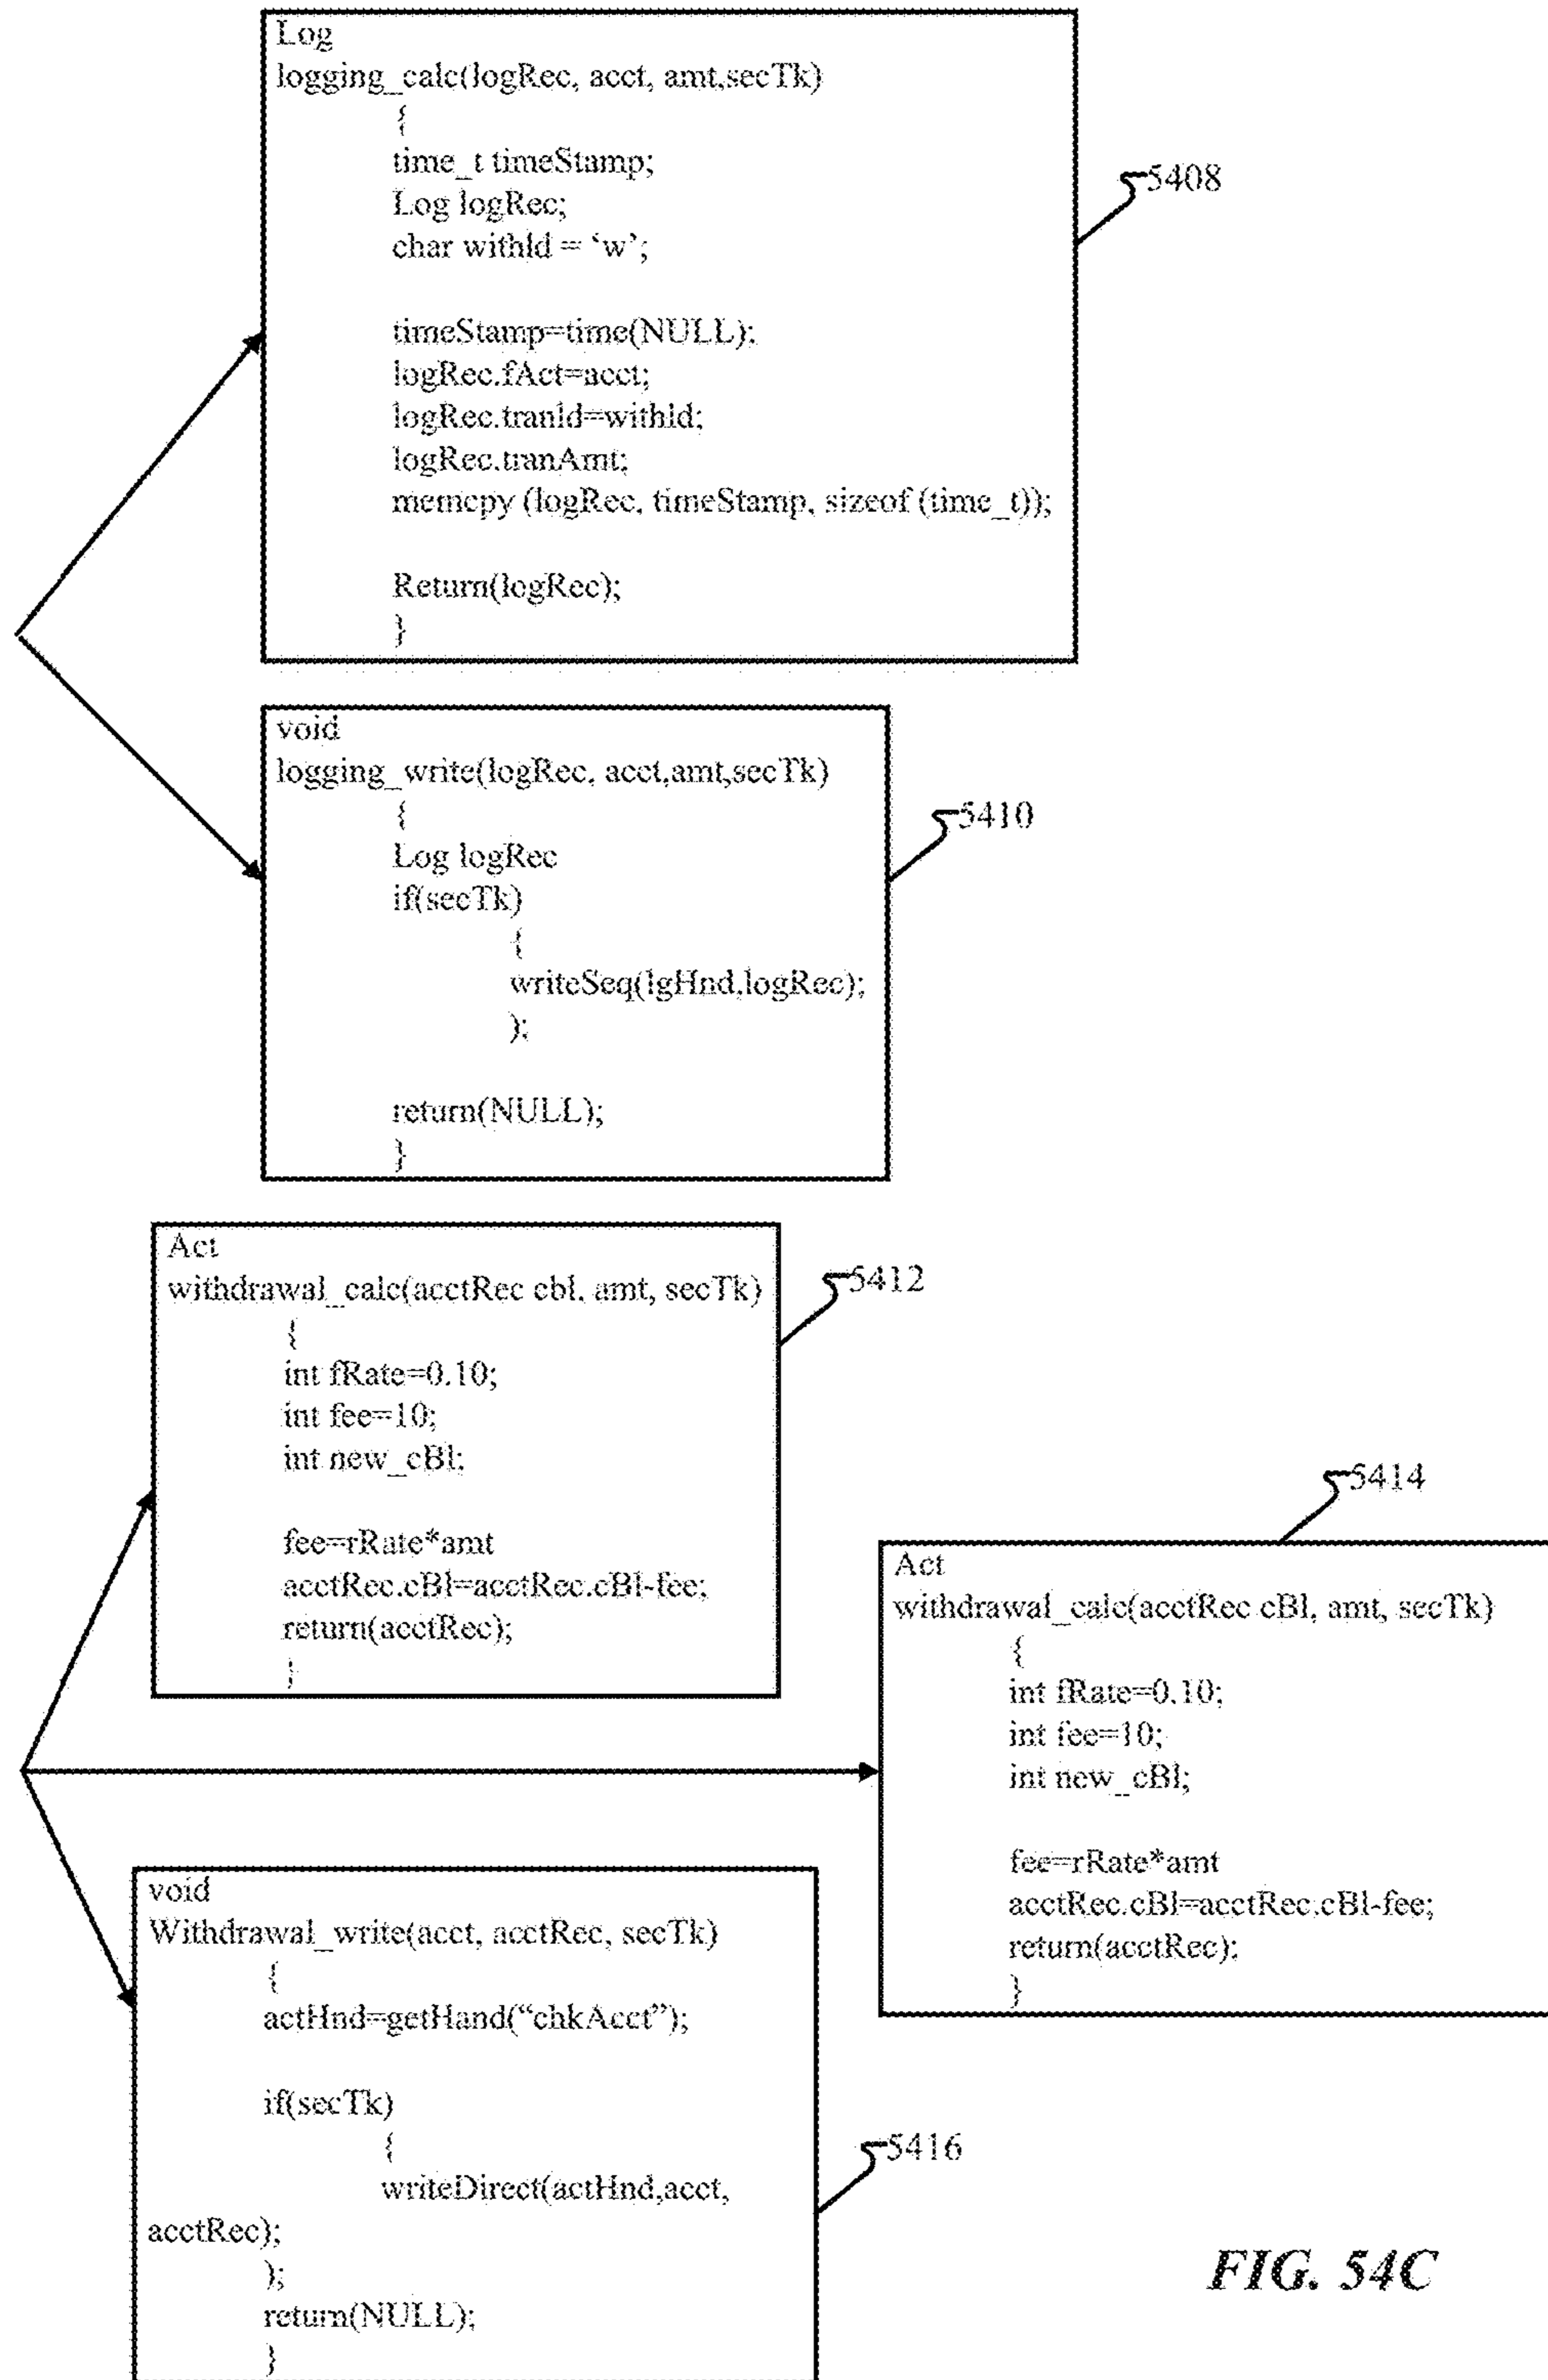 Log
logging_calc(logRec, acct, amt,secTk)
{
time_t timeStamp;
Log logRec;
char withId = ‘w’;
timeStamp=time(NULL);
logRec.fAct=acct;
logRec.tranId=withId;
logRec.tranAmt;
memcpy (logRec, timeStamp, sizeof (time_t));
Return(logRec);
}
5408
void
logging_write(logRec, acct,amt,secTk)
{
Log logRec
if(secTk)
{
writeSeq(lgHnd,logRec);
);
return(NULL);
}
5410
Act
withdrawal_calc(acctRec cbl, amt, secTk)
{
int fRate=0.10;
int fee=10;
int new_cBl;
fee=rRate*amt
acctRec.cBl=acctRec.cBl-fee;
return(acctRec);
}
5412
5414
Act
withdrawal_calc(acctRec cBl, amt, secTk)
{
int fRate=0.10;
int fee=10;
int new_cBl;
fee=rRate*amt
acctRec.cBl=acctRec.cBl-fee;
return(acctRec);
}
void
Withdrawal_write(acct, acctRec, secTk)
{
actHnd=getHand(“chkAcct”);
if(secTk)
{
writeDirect(actHnd,acct,
acctRec);
);
return(NULL);
}
5416
FIG. 54C